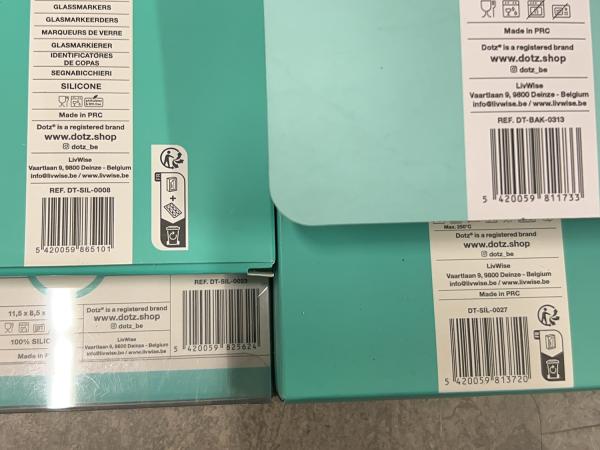 GLASSMARKERS
GLASMARKEERDERS
MARQUEURS DE VERRE
GLASMARKIERER
IDENTIFICATORES
DE COPAS
SEGNABICCHIERI
SILICONE
Made in PRC
Dotz® is a registered brand
www.dotz.shop
dotz_be
LivWise
Vaartlaan 9, 9800 Deinze - Belgium
info@livwise.be / www.livwise.be
REF. DT-SIL-0008
5 420059 865101
Made in PRC
Dotz® is a registered brand
www.dotz.shop
dotz_be
LivWise
Vaartlaan 9, 9800 Deinze - Belgium
info@livwise.be / www.livwise.be
REF. DT-BAK-0313
5 420059 811733
Max. 250°C
Dotz® is a registered brand
www.dotz.shop
dotz_be
LivWise
Vaartlaan 9, 9800 Deinze - Belgium
info@livwise.be / www.livwise.be
Made in PRC
DT-SIL-0027
5 420059 813720
11,5 x 8,5 x
100% SILIC
Made in P
Dotz® is a registered brand
www.dotz.shop
dotz_be
LivWise
Vaartlaan 9, 9800 Deinze - Belgium
info@livwise.be / www.livwise.be
REF. DT-SIL-0023
5 420059 825624